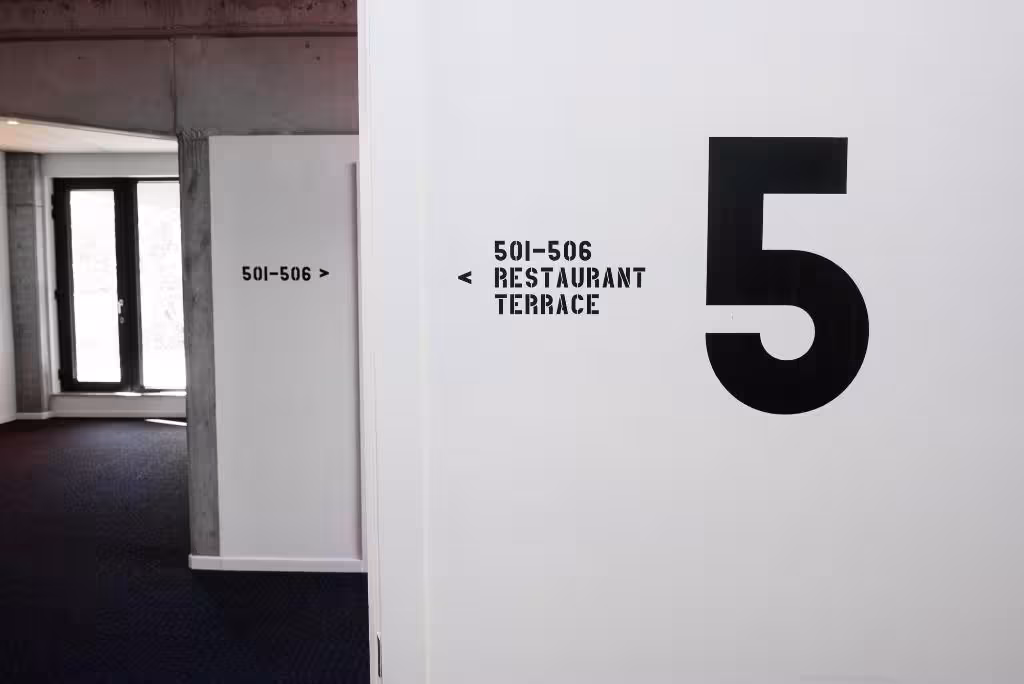 501-506 >
< 501-506
RESTAURANT
TERRACE
5